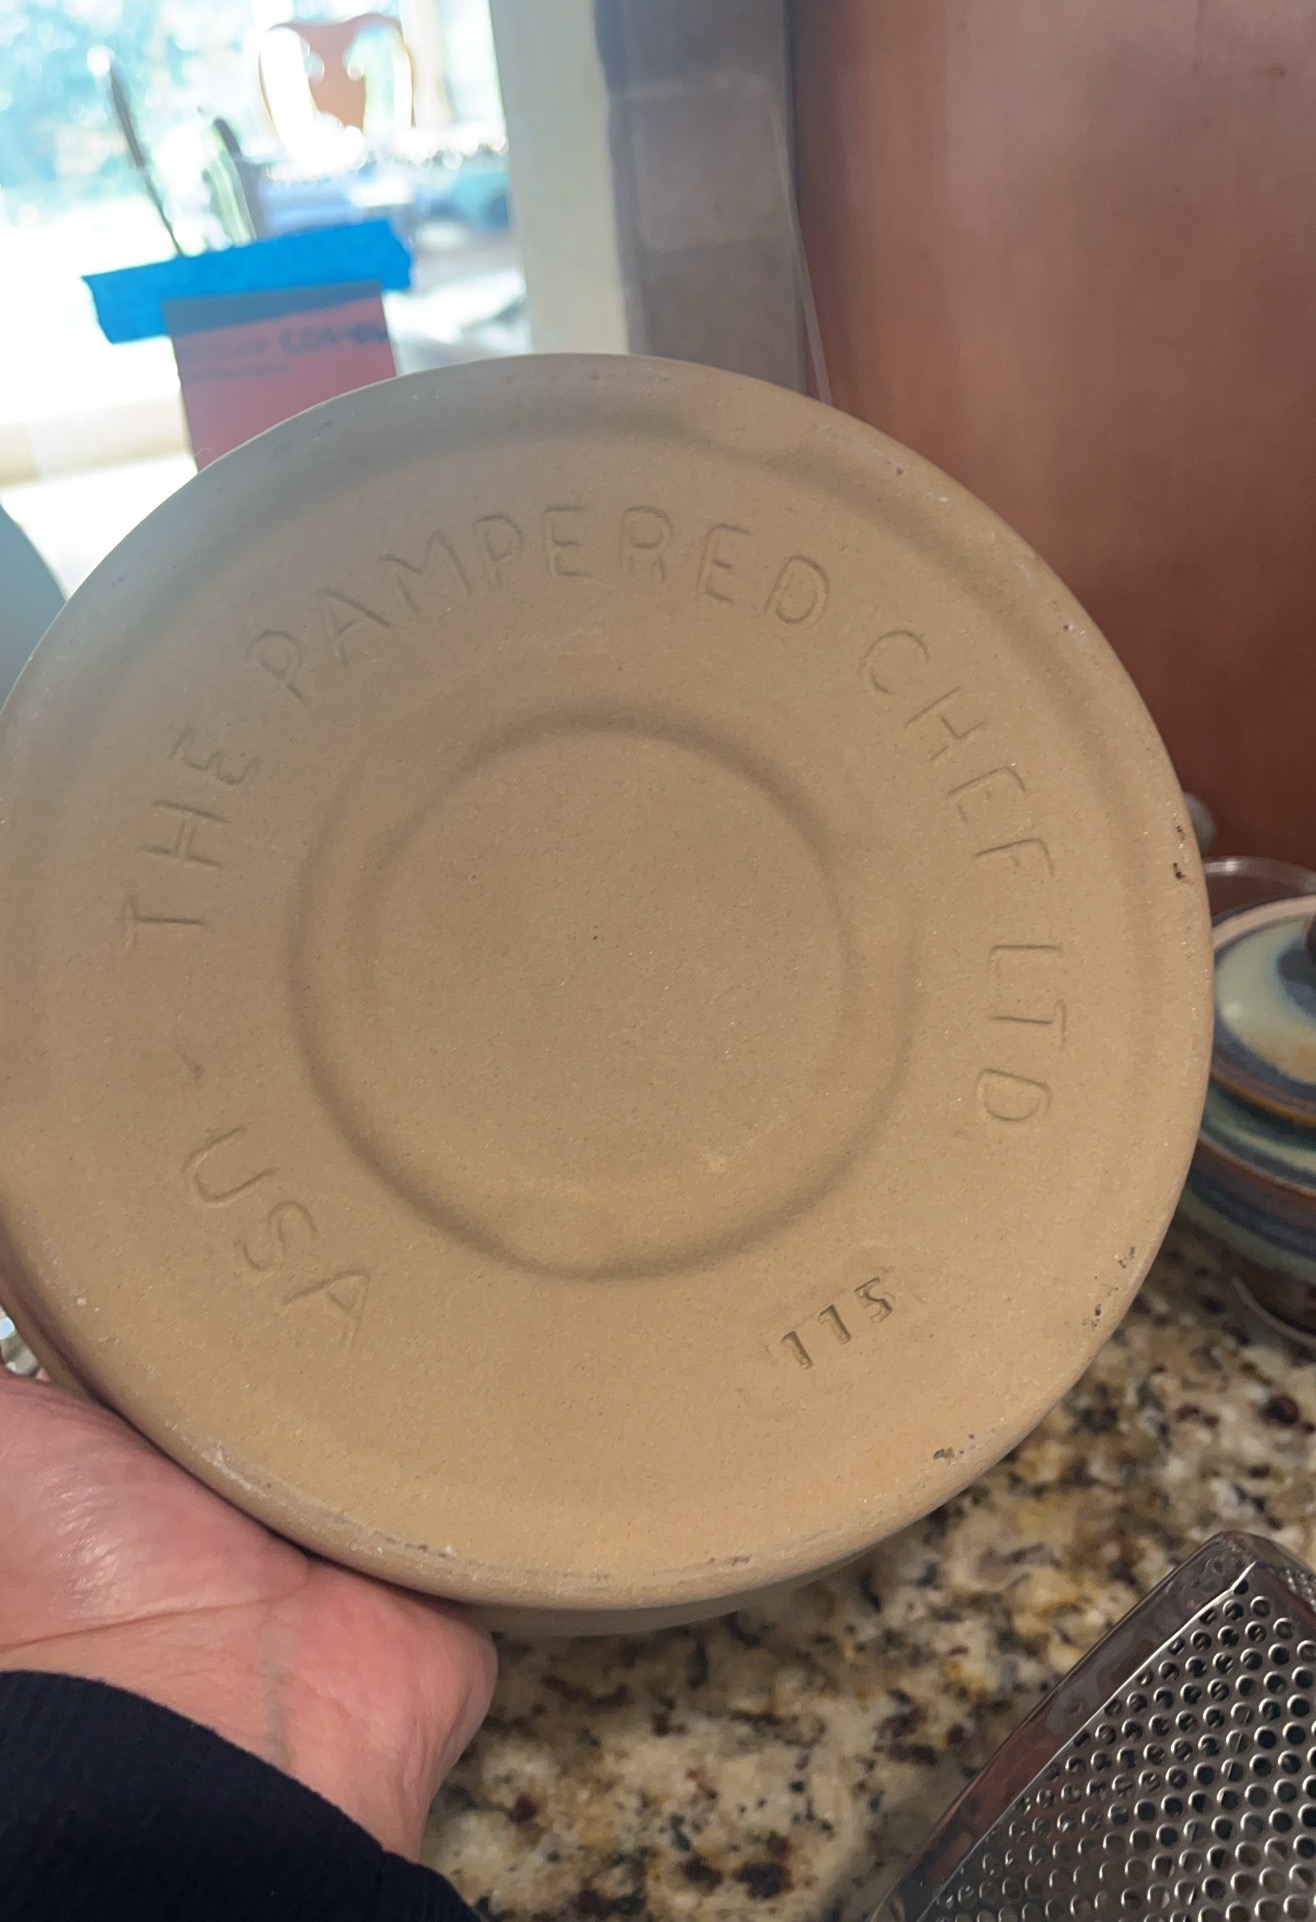 THE PAMPERED CHEF LTD
- USA
115